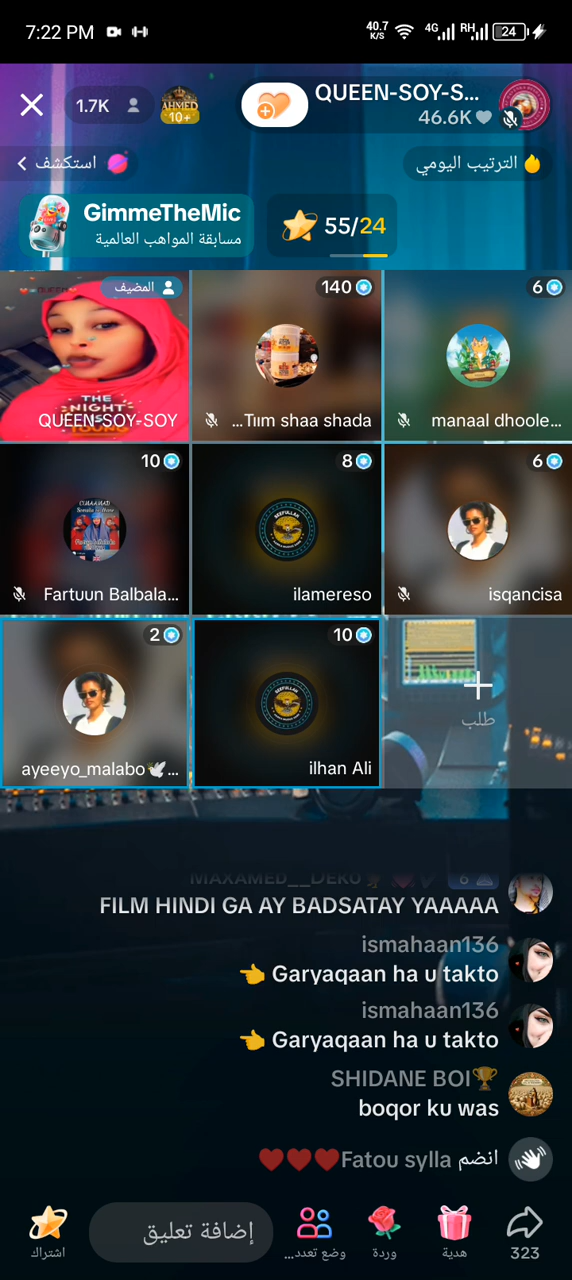 7:22 PM
40.7 K/S
4G
RH
24
1.7K
AHMED
10+
QUEEN-SOY-S...
46.6K
استكشف
الترتيب اليومي
GimmeTheMic
مسابقة المواهب العالمية
55/24
المضيف
THE
NIGHT
QUEEN-SOY-SOY
140
...Tıım shaa shada
6
manaal dhoole...
10
Fartuun Balbala...
8
ilamereso
6
isqancisa
2
ayeeyo_malabo🕊️...
10
ilhan Ali
طلب
MAXAMED__DEKO
6
FILM HINDI GA AY BADSATAY YAAAAA
ismahaan136
👈 Garyaqaan ha u takto
ismahaan136
👈 Garyaqaan ha u takto
SHIDANE BOI🏆
boqor ku was
انضم Fatou sylla❤️❤️❤️
اشتراك
إضافة تعليق
وضع تعدد...
وردة
هدية
323